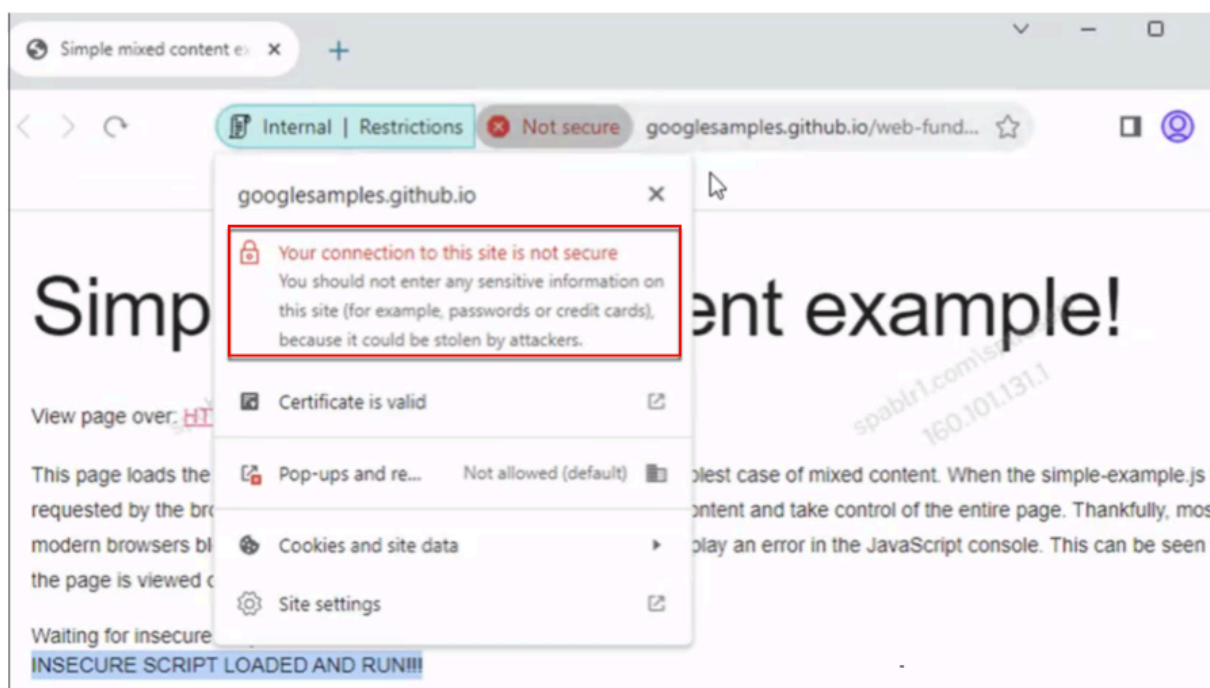 Simple mixed content e
Internal | Restrictions
Not secure
googlesamples.github.io/web-fund...
googlesamples.github.io
Your connection to this site is not secure
You should not enter any sensitive information on
this site (for example, passwords or credit cards),
because it could be stolen by attackers.
Simp
ent example!
Certificate is valid
View page over: HT
Pop-ups and re... Not allowed (default)
This page loads the
plest case of mixed content. When the simple-example.js
requested by the bro
ontent and take control of the entire page. Thankfully, mos
Cookies and site data
modern browsers bl
play an error in the JavaScript console. This can be seen
the page is viewed
Site settings
Waiting for insecure
INSECURE SCRIPT LOADED AND RUN!!!
160.101.131.1